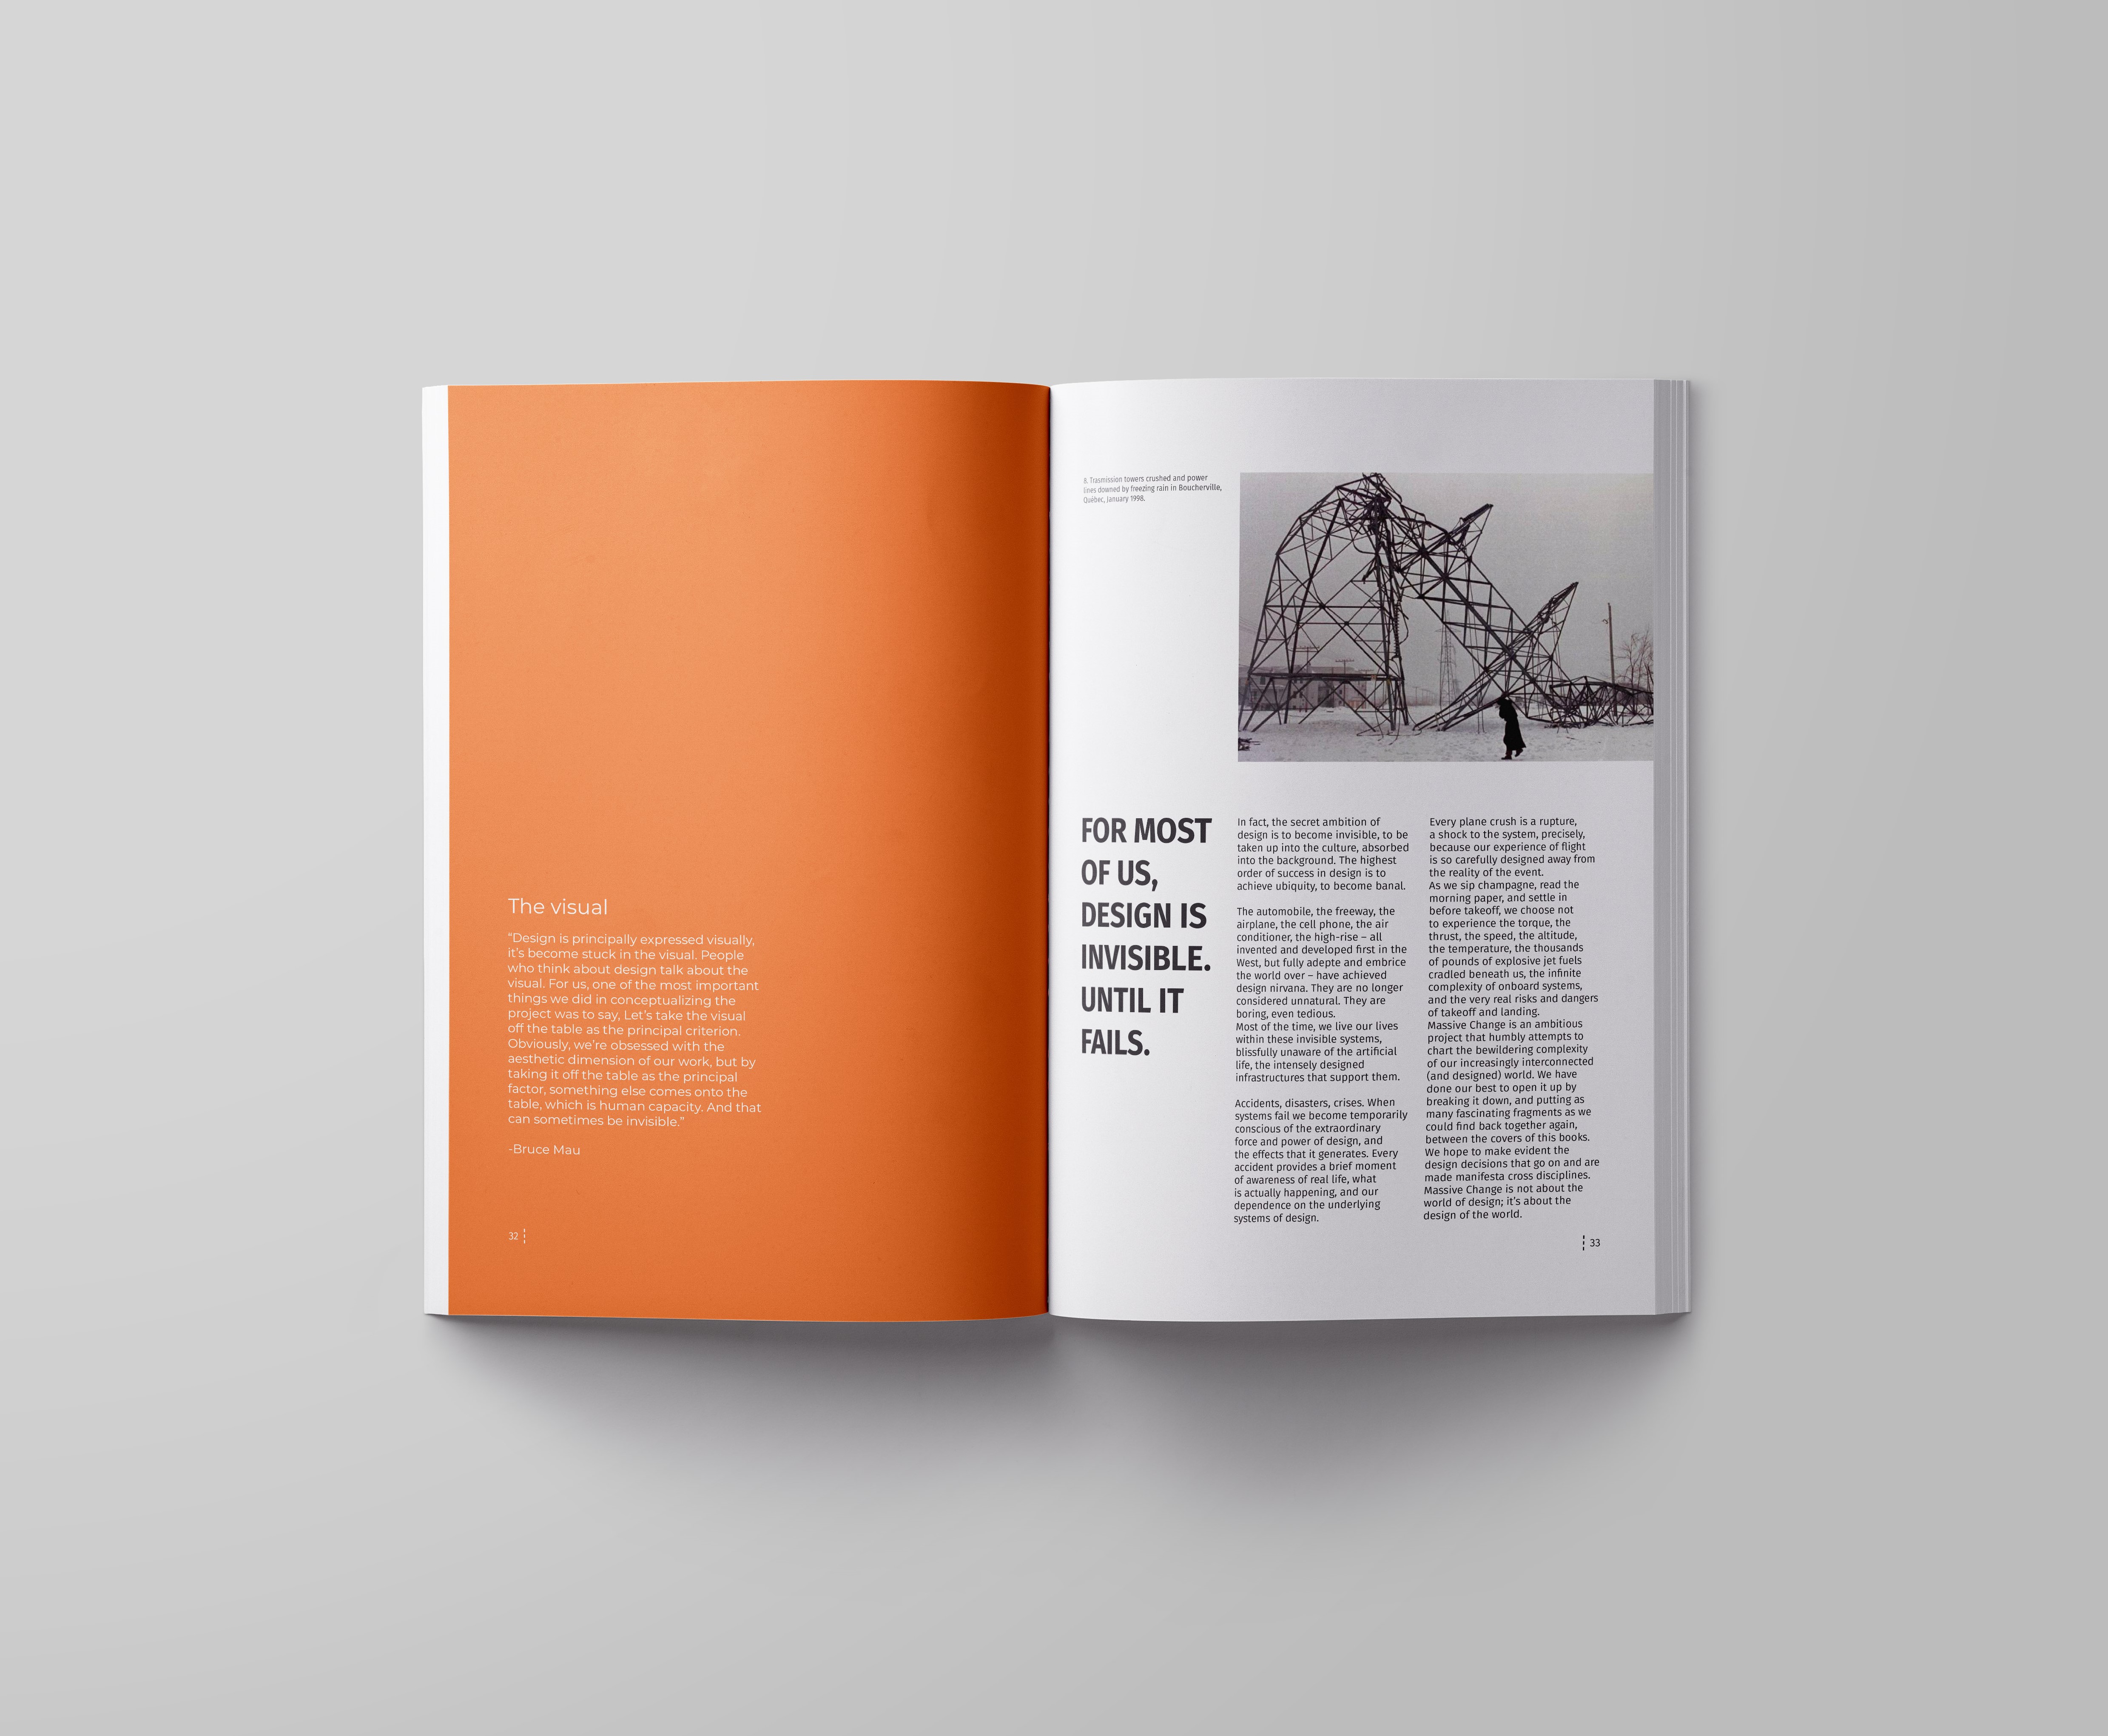 The visual
“Design is principally expressed visually,
it’s become stuck in the visual. People
who think about design talk about the
visual. For us, one of the most important
things we did in conceptualizing the
project was to say, Let’s take the visual
off the table as the principal criterion.
Obviously, we’re obsessed with the
aesthetic dimension of our work, but by
taking it off the table as the principal
factor, something else comes onto the
table, which is human capacity. And that
can sometimes be invisible.”
-Bruce Mau
32
8. Trasmission towers crushed and power
lines downed by freezing rain in Boucherville,
Québec, January 1998.
FOR MOST
OF US,
DESIGN IS
INVISIBLE.
UNTIL IT
FAILS.
In fact, the secret ambition of
design is to become invisible, to be
taken up into the culture, absorbed
into the background. The highest
order of success in design is to
achieve ubiquity, to become banal.
The automobile, the freeway, the
airplane, the cell phone, the air
conditioner, the high-rise – all
invented and developed first in the
West, but fully adepte and embrice
the world over – have achieved
design nirvana. They are no longer
considered unnatural. They are
boring, even tedious.
Most of the time, we live our lives
within these invisible systems,
blissfully unaware of the artificial
life, the intensely designed
infrastructures that support them.
Accidents, disasters, crises. When
systems fail we become temporarily
conscious of the extraordinary
force and power of design, and
the effects that it generates. Every
accident provides a brief moment
of awareness of real life, what
is actually happening, and our
dependence on the underlying
systems of design.
Every plane crush is a rupture,
a shock to the system, precisely,
because our experience of flight
is so carefully designed away from
the reality of the event.
As we sip champagne, read the
morning paper, and settle in
before takeoff, we choose not
to experience the torque, the
thrust, the speed, the altitude,
the temperature, the thousands
of pounds of explosive jet fuels
cradled beneath us, the infinite
complexity of onboard systems,
and the very real risks and dangers
of takeoff and landing.
Massive Change is an ambitious
project that humbly attempts to
chart the bewildering complexity
of our increasingly interconnected
(and designed) world. We have
done our best to open it up by
breaking it down, and putting as
many fascinating fragments as we
could find back together again,
between the covers of this books.
We hope to make evident the
design decisions that go on and are
made manifesta cross disciplines.
Massive Change is not about the
world of design; it’s about the
design of the world.
33